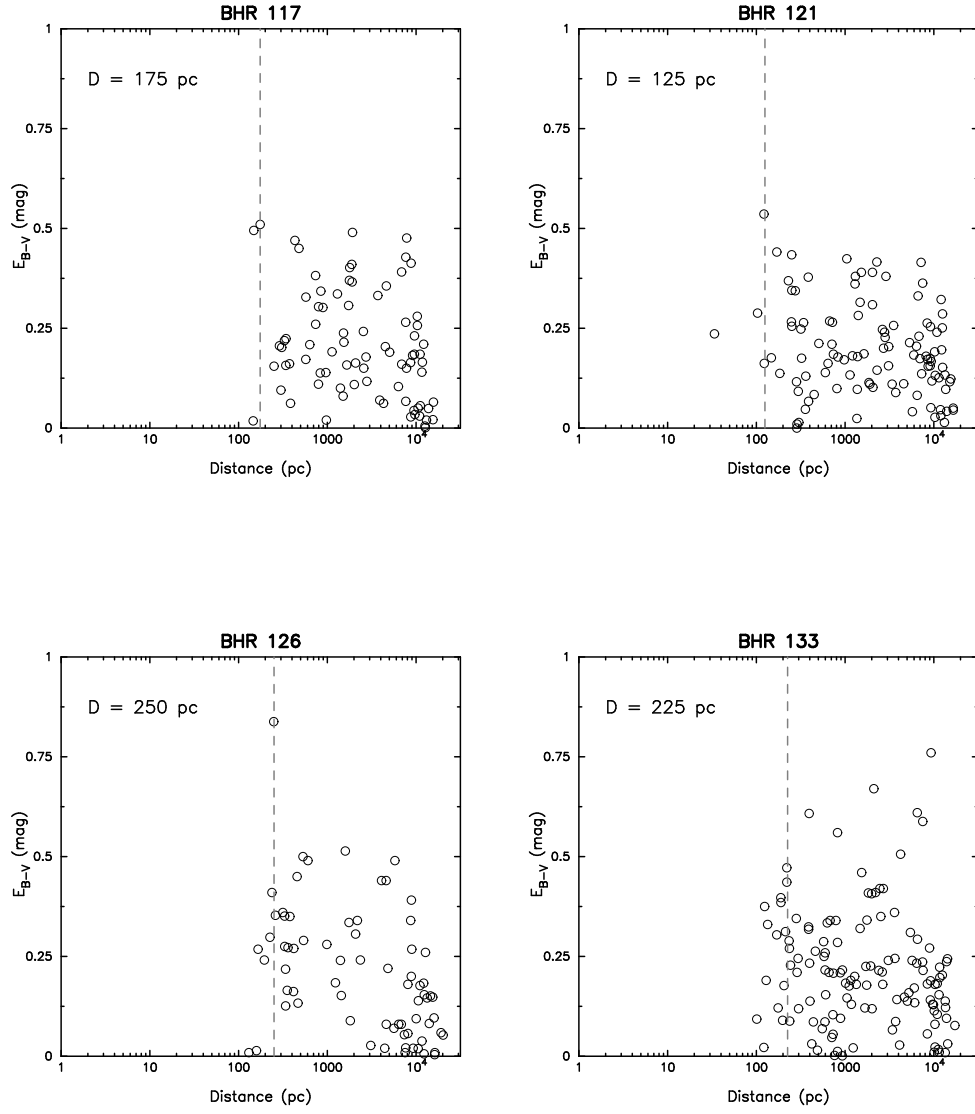 BHR 117
D = 175 pc
E_B-V (mag)
1
0.75
0.5
0.25
0
1 10 100 1000 10^4
Distance (pc)
BHR 121
D = 125 pc
E_B-V (mag)
1
0.75
0.5
0.25
0
1 10 100 1000 10^4
Distance (pc)
BHR 126
D = 250 pc
E_B-V (mag)
1
0.75
0.5
0.25
0
1 10 100 1000 10^4
Distance (pc)
BHR 133
D = 225 pc
E_B-V (mag)
1
0.75
0.5
0.25
0
1 10 100 1000 10^4
Distance (pc)